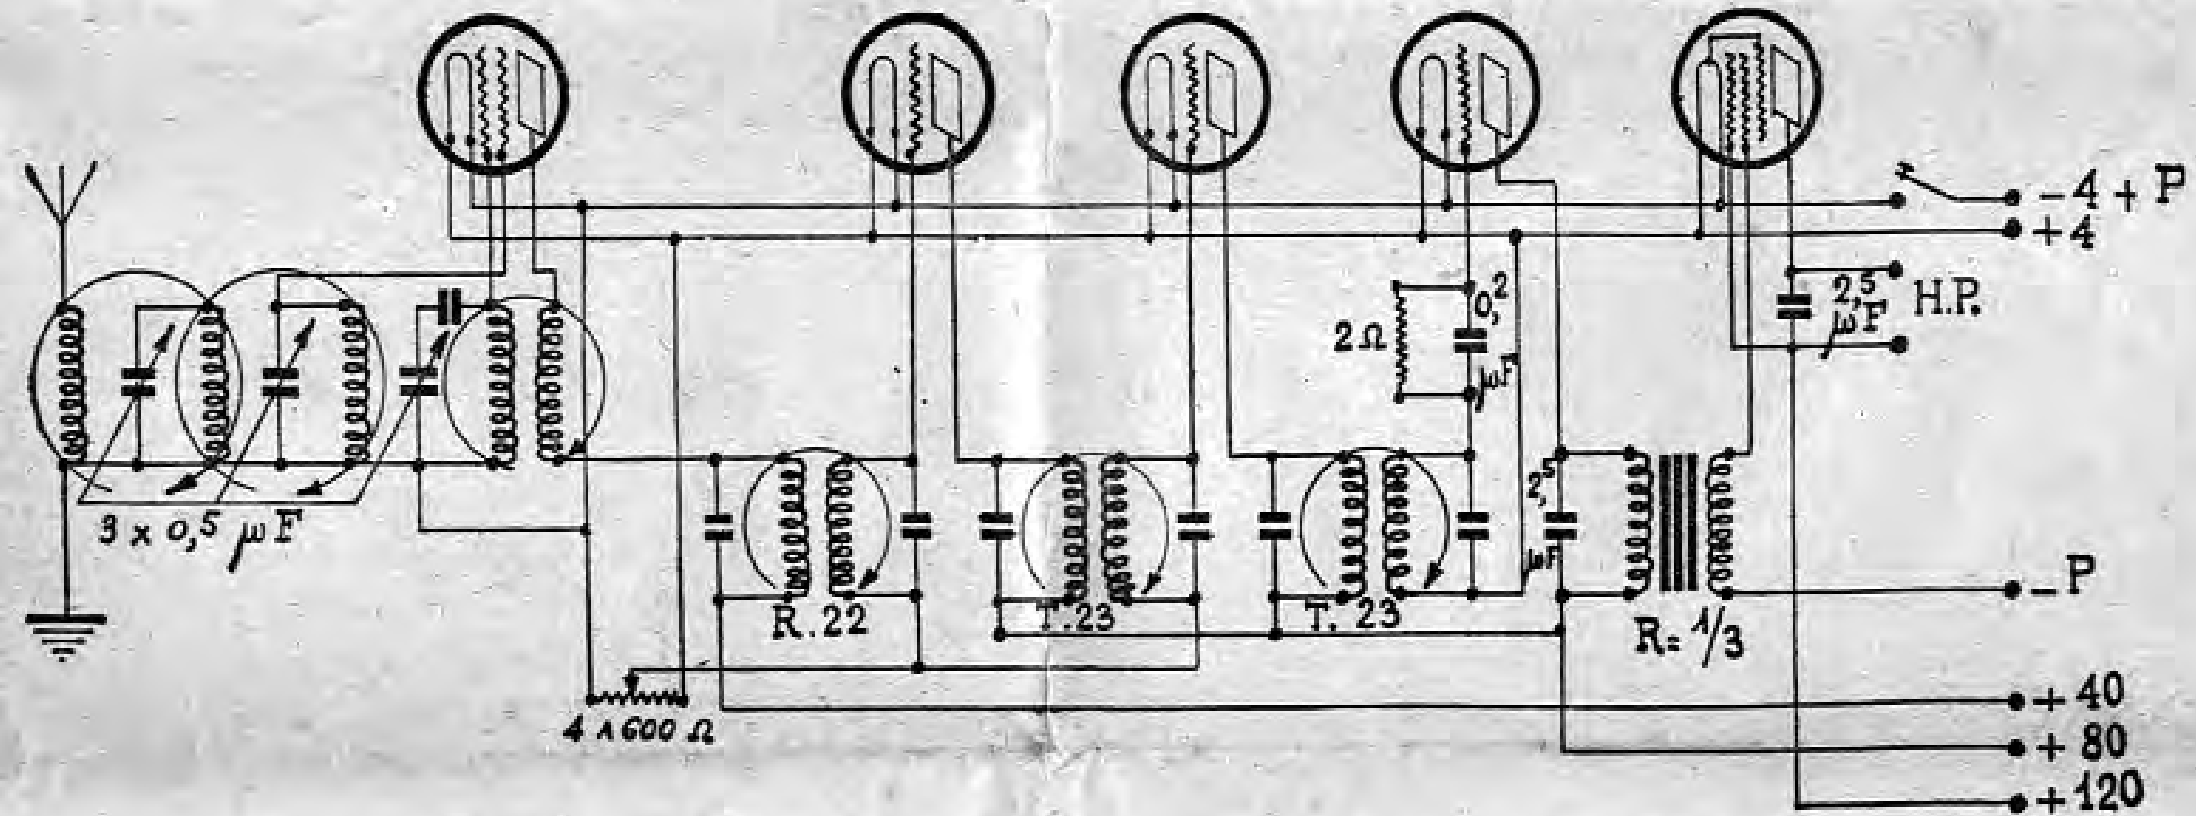 - 4 + P
+ 4
2,5
µF
H.P.
0,2
µF
2 Ω
3 x 0,5 µF
2,5
µF
R.22
T.23
T. 23
R= 1/3
- P
4 A 600 Ω
+ 40
+ 80
+ 120